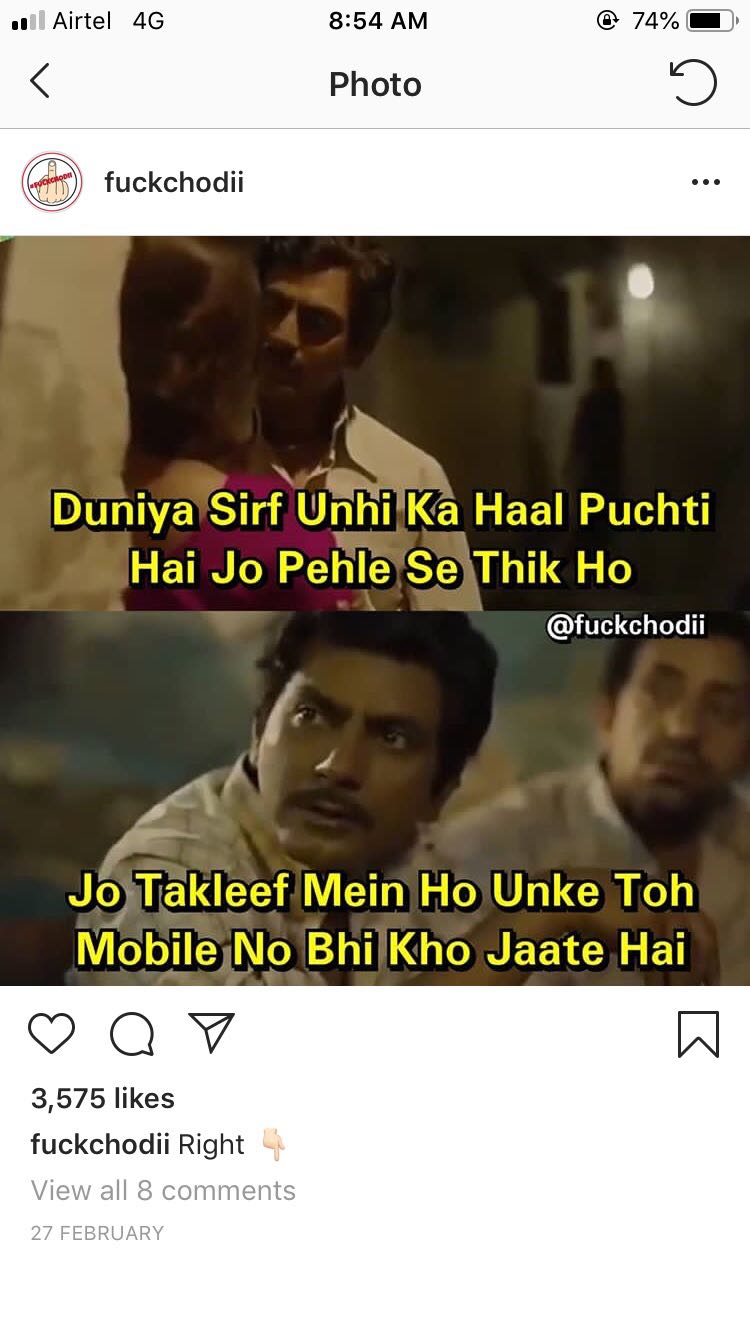 Airtel 4G 8:54 AM 74%
Photo
#FUCKCHODII
fuckchodii
Duniya Sirf Unhi Ka Haal Puchti
Hai Jo Pehle Se Thik Ho
@fuckchodii
Jo Takleef Mein Ho Unke Toh
Mobile No Bhi Kho Jaate Hai
3,575 likes
fuckchodii Right 👇🏻
View all 8 comments
27 FEBRUARY